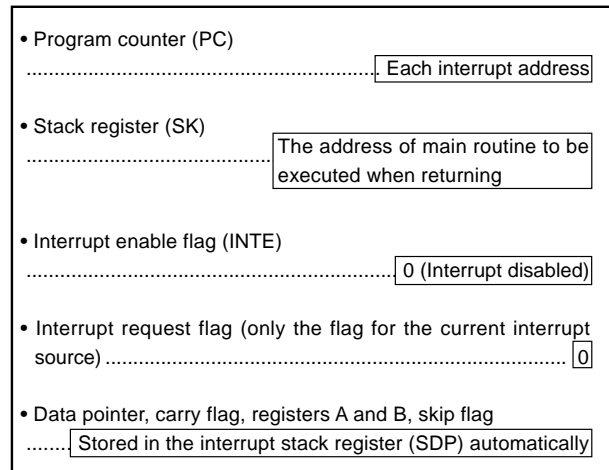 • Program counter (PC)
............................................................... Each interrupt address
• Stack register (SK)
........................................... The address of main routine to be
executed when returning
• Interrupt enable flag (INTE)
.................................................................. 0 (Interrupt disabled)
• Interrupt request flag (only the flag for the current interrupt
source) ................................................................................... 0
• Data pointer, carry flag, registers A and B, skip flag
........ Stored in the interrupt stack register (SDP) automatically